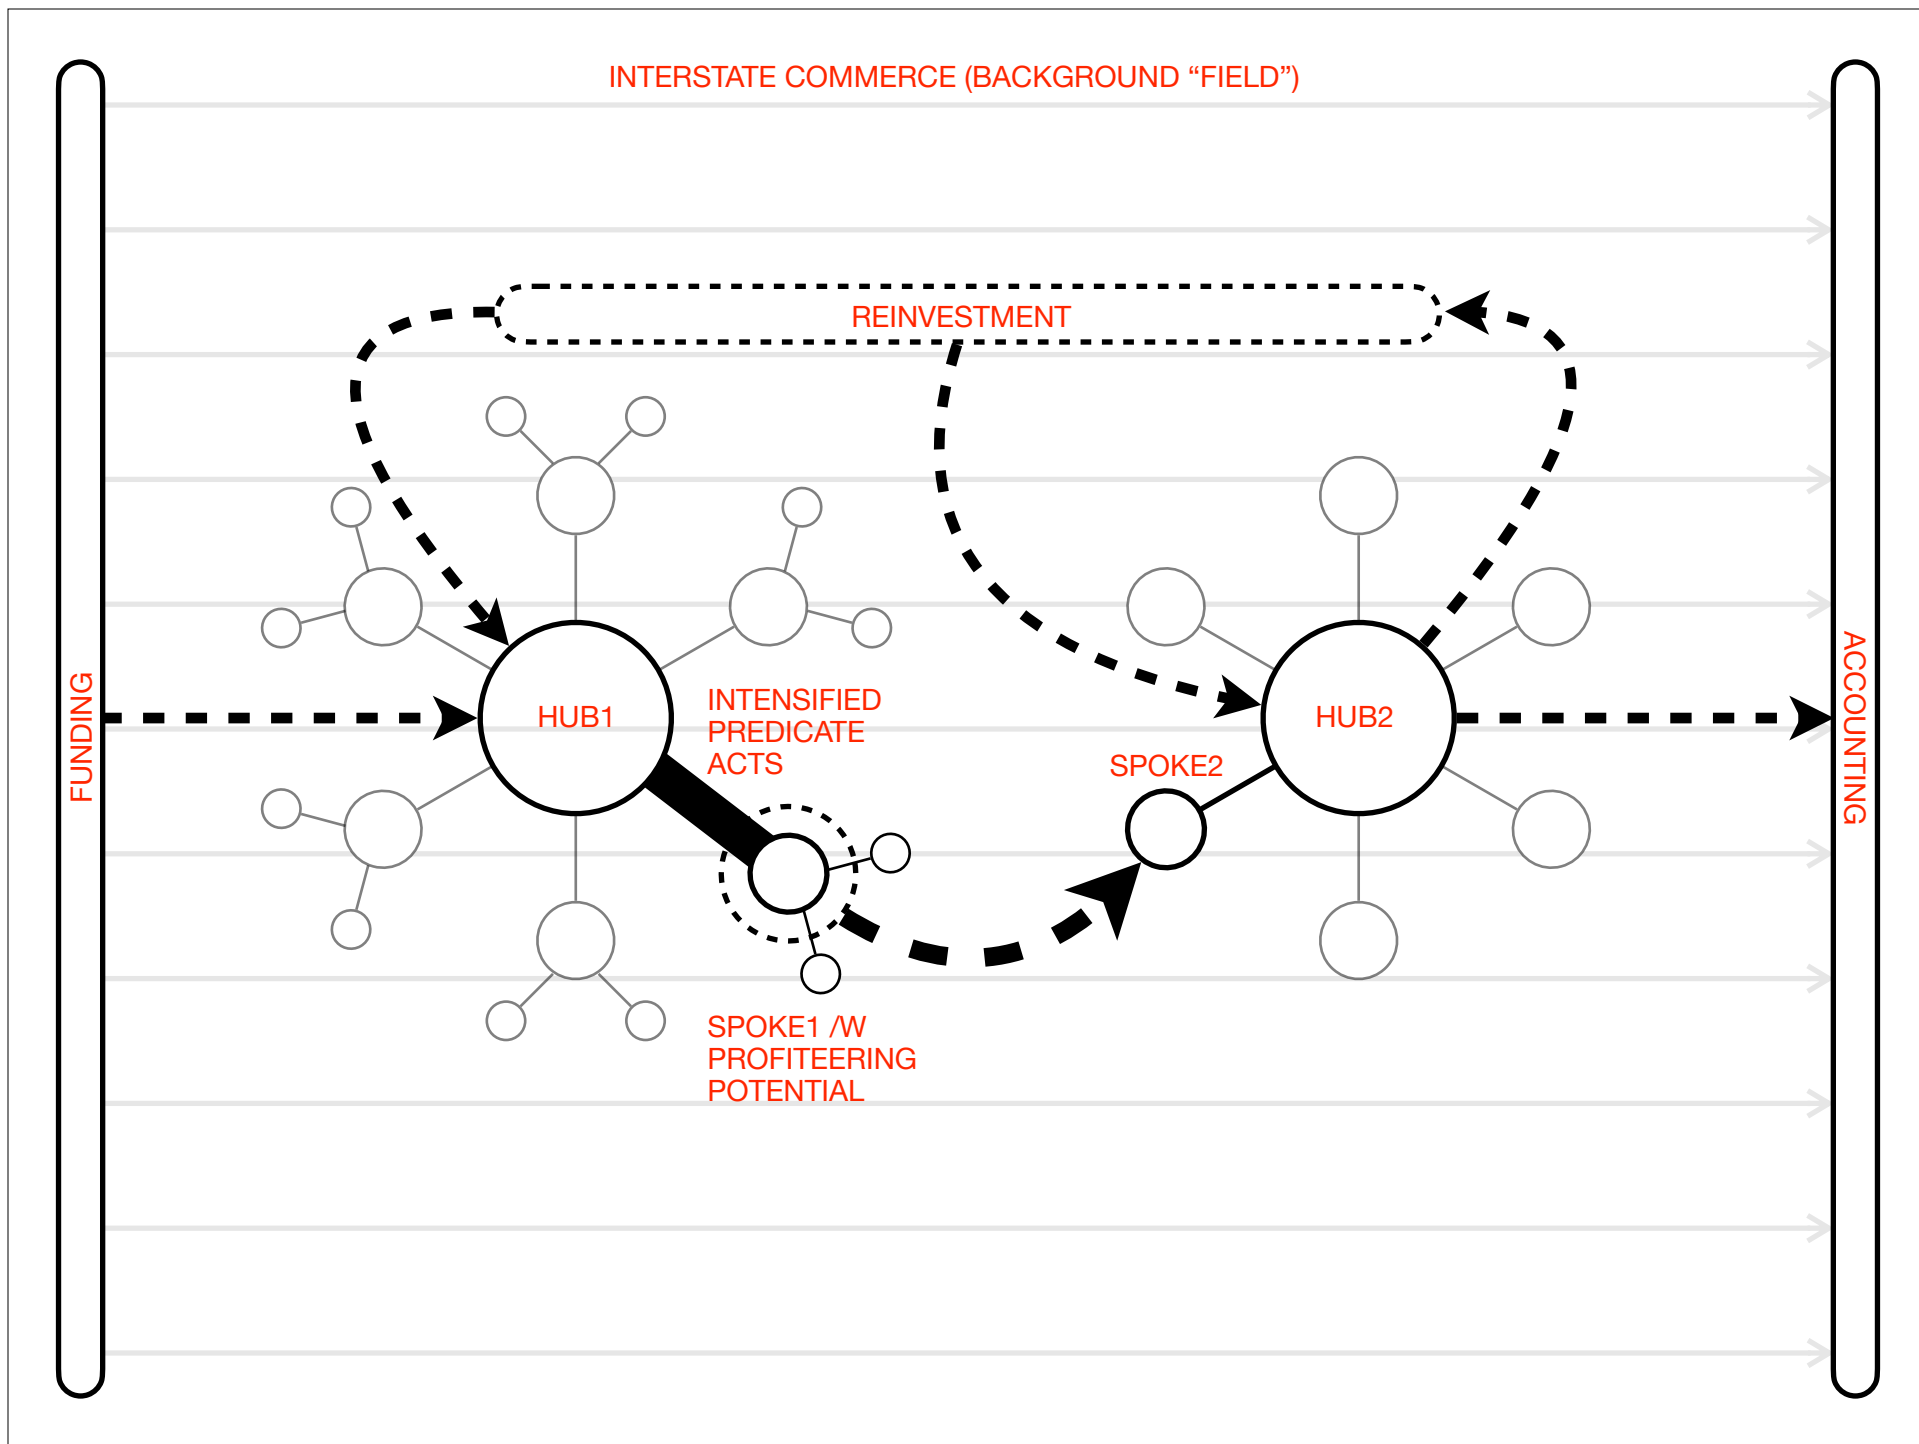 INTERSTATE COMMERCE (BACKGROUND “FIELD”)
REINVESTMENT
FUNDING
HUB1
INTENSIFIED
PREDICATE
ACTS
HUB2
SPOKE2
ACCOUNTING
SPOKE1 /W
PROFITEERING
POTENTIAL